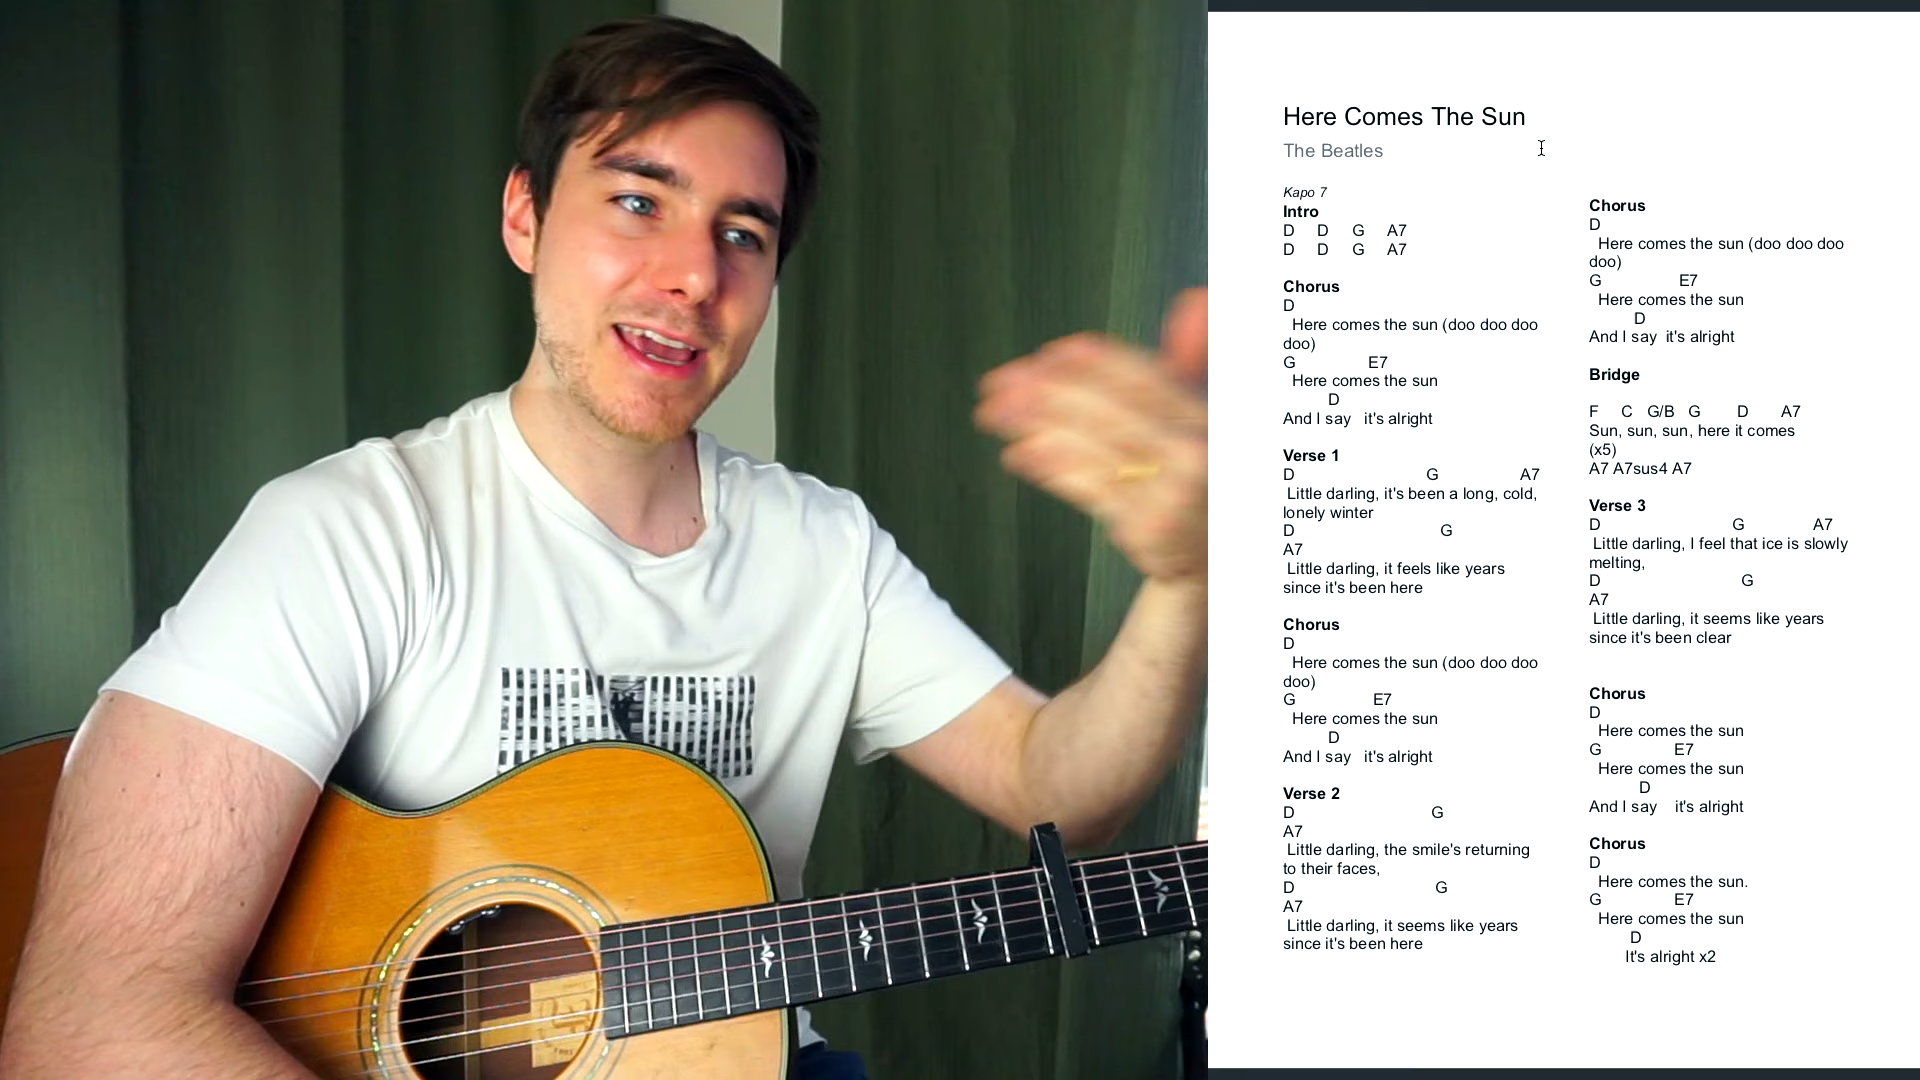 Here Comes The Sun
The Beatles
Kapo 7
Intro
D D G A7
D D G A7
Chorus
D
Here comes the sun (doo doo doo
doo)
G E7
Here comes the sun
D
And I say it's alright
Verse 1
D G A7
Little darling, it's been a long, cold,
lonely winter
D G
A7
Little darling, it feels like years
since it's been here
Chorus
D
Here comes the sun (doo doo doo
doo)
G E7
Here comes the sun
D
And I say it's alright
Verse 2
D G
A7
Little darling, the smile's returning
to their faces,
D G
A7
Little darling, it seems like years
since it's been here
Chorus
D
Here comes the sun (doo doo doo
doo)
G E7
Here comes the sun
D
And I say it's alright
Bridge
F C G/B G D A7
Sun, sun, sun, here it comes
(x5)
A7 A7sus4 A7
Verse 3
D G A7
Little darling, I feel that ice is slowly
melting,
D G
A7
Little darling, it seems like years
since it's been clear
Chorus
D
Here comes the sun
G E7
Here comes the sun
D
And I say it's alright
Chorus
D
Here comes the sun.
G E7
Here comes the sun
D
It's alright x2